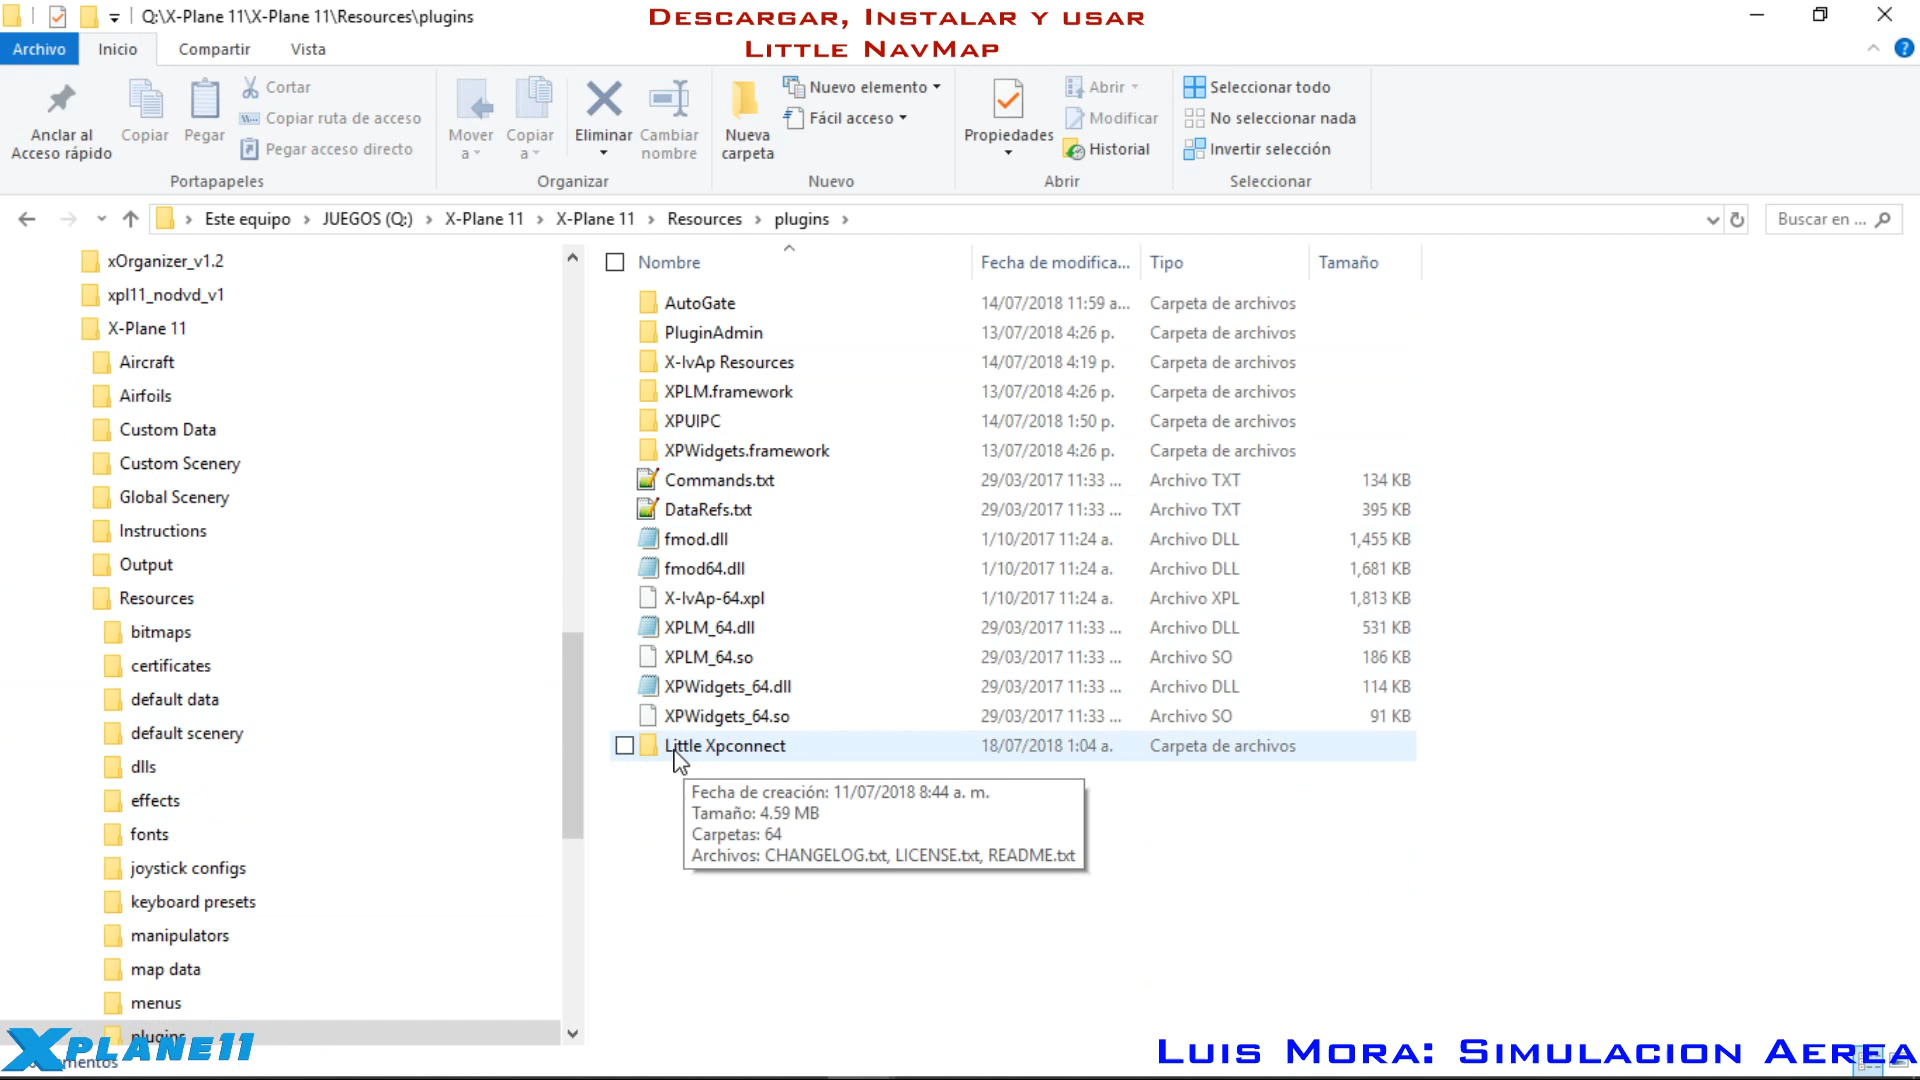 Q:\X-Plane 11\X-Plane 11\Resources\plugins
Descargar, Instalar y usar
Little NavMap
Archivo
Inicio
Compartir
Vista
Anclar al
Acceso rápido
Copiar
Pegar
Cortar
Copiar ruta de acceso
Pegar acceso directo
Portapapeles
Mover
a
Copiar
a
Eliminar
Cambiar
nombre
Organizar
Nueva
carpeta
Nuevo elemento
Fácil acceso
Nuevo
Propiedades
Abrir
Modificar
Historial
Abrir
Seleccionar todo
No seleccionar nada
Invertir selección
Seleccionar
Este equipo › JUEGOS (Q:) › X-Plane 11 › X-Plane 11 › Resources › plugins ›
Buscar en ...
xOrganizer_v1.2
xpl11_nodvd_v1
X-Plane 11
Aircraft
Airfoils
Custom Data
Custom Scenery
Global Scenery
Instructions
Output
Resources
bitmaps
certificates
default data
default scenery
dlls
effects
fonts
joystick configs
keyboard presets
manipulators
map data
menus
plugins
Nombre Fecha de modifica... Tipo Tamaño
AutoGate 14/07/2018 11:59 a... Carpeta de archivos
PluginAdmin 13/07/2018 4:26 p. Carpeta de archivos
X-IvAp Resources 14/07/2018 4:19 p. Carpeta de archivos
XPLM.framework 13/07/2018 4:26 p. Carpeta de archivos
XPUIPC 14/07/2018 1:50 p. Carpeta de archivos
XPWidgets.framework 13/07/2018 4:26 p. Carpeta de archivos
Commands.txt 29/03/2017 11:33 ... Archivo TXT 134 KB
DataRefs.txt 29/03/2017 11:33 ... Archivo TXT 395 KB
fmod.dll 1/10/2017 11:24 a. Archivo DLL 1,455 KB
fmod64.dll 1/10/2017 11:24 a. Archivo DLL 1,681 KB
X-IvAp-64.xpl 1/10/2017 11:24 a. Archivo XPL 1,813 KB
XPLM_64.dll 29/03/2017 11:33 ... Archivo DLL 531 KB
XPLM_64.so 29/03/2017 11:33 ... Archivo SO 186 KB
XPWidgets_64.dll 29/03/2017 11:33 ... Archivo DLL 114 KB
XPWidgets_64.so 29/03/2017 11:33 ... Archivo SO 91 KB
Little Xpconnect 18/07/2018 1:04 a. Carpeta de archivos
Fecha de creación: 11/07/2018 8:44 a. m.
Tamaño: 4.59 MB
Carpetas: 64
Archivos: CHANGELOG.txt, LICENSE.txt, README.txt
XPLANE11
Luis Mora: Simulacion Aerea